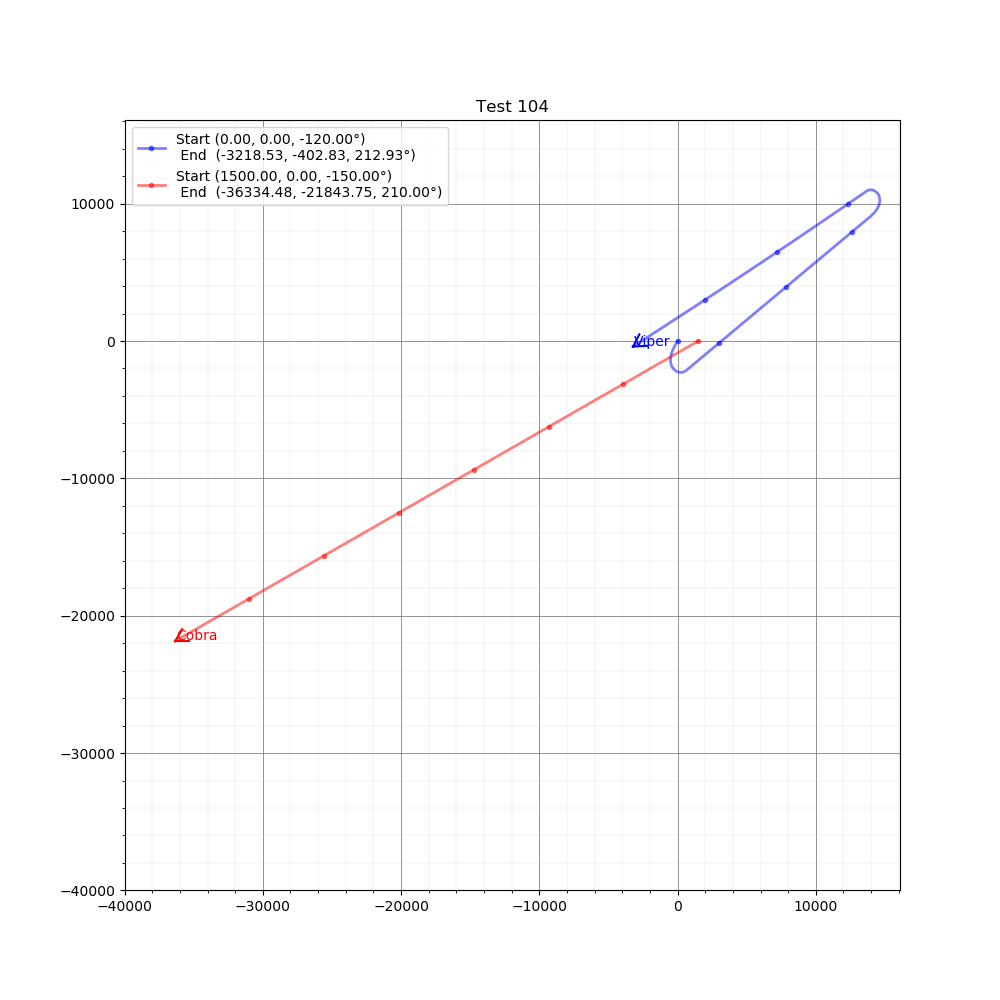 Test 104
Start (0.00, 0.00, -120.00°)
End (-3218.53, -402.83, 212.93°)
Start (1500.00, 0.00, -150.00°)
End (-36334.48, -21843.75, 210.00°)
10000
0
−10000
−20000
−30000
−40000
Viper
Cobra
−40000
−30000
−20000
−10000
0
10000